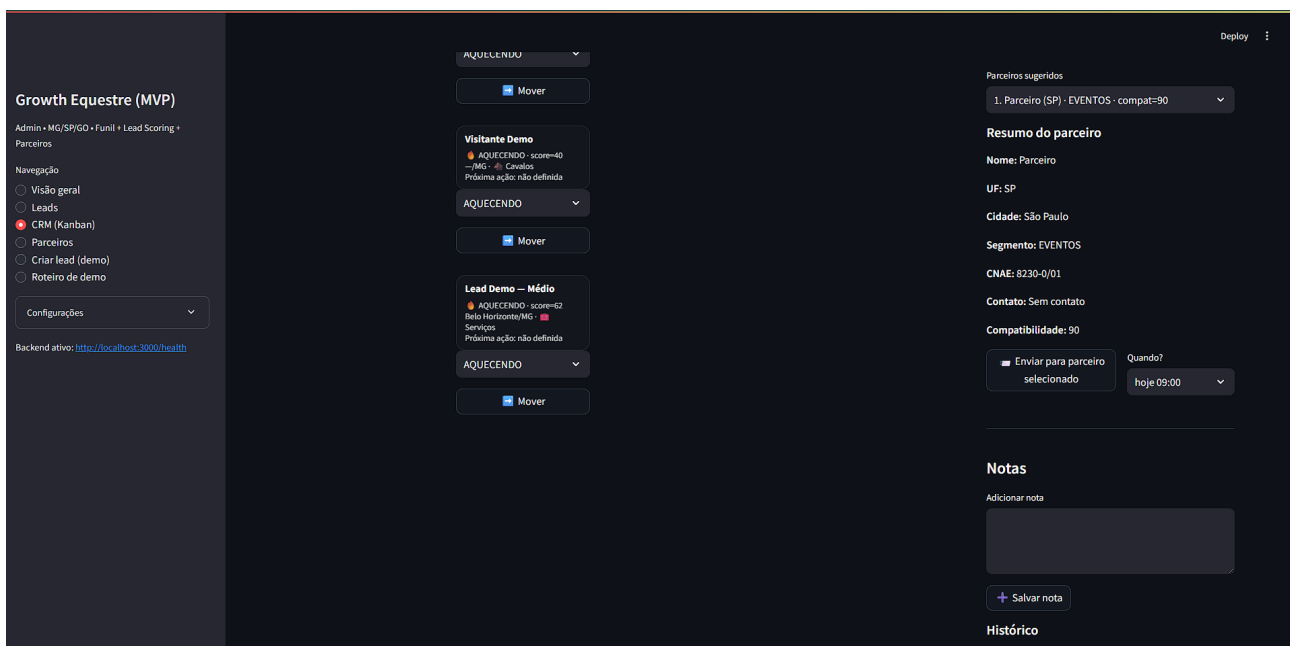 Deploy
Growth Equestre (MVP)
Admin • MG/SP/GO • Funil + Lead Scoring +
Parceiros
Navegação
Visão geral
Leads
CRM (Kanban)
Parceiros
Criar lead (demo)
Roteiro de demo
Configurações
Backend ativo: http://localhost:3000/health
AQUECENDO
➡️ Mover
Visitante Demo
🔥 AQUECENDO · score=40
—/MG · 🐴 Cavalos
Próxima ação: não definida
AQUECENDO
➡️ Mover
Lead Demo — Médio
🔥 AQUECENDO · score=62
Belo Horizonte/MG · 💼
Serviços
Próxima ação: não definida
AQUECENDO
➡️ Mover
Parceiros sugeridos
1. Parceiro (SP) · EVENTOS · compat=90
Resumo do parceiro
Nome: Parceiro
UF: SP
Cidade: São Paulo
Segmento: EVENTOS
CNAE: 8230-0/01
Contato: Sem contato
Compatibilidade: 90
📨 Enviar para parceiro
selecionado
Quando?
hoje 09:00
Notas
Adicionar nota
➕ Salvar nota
Histórico